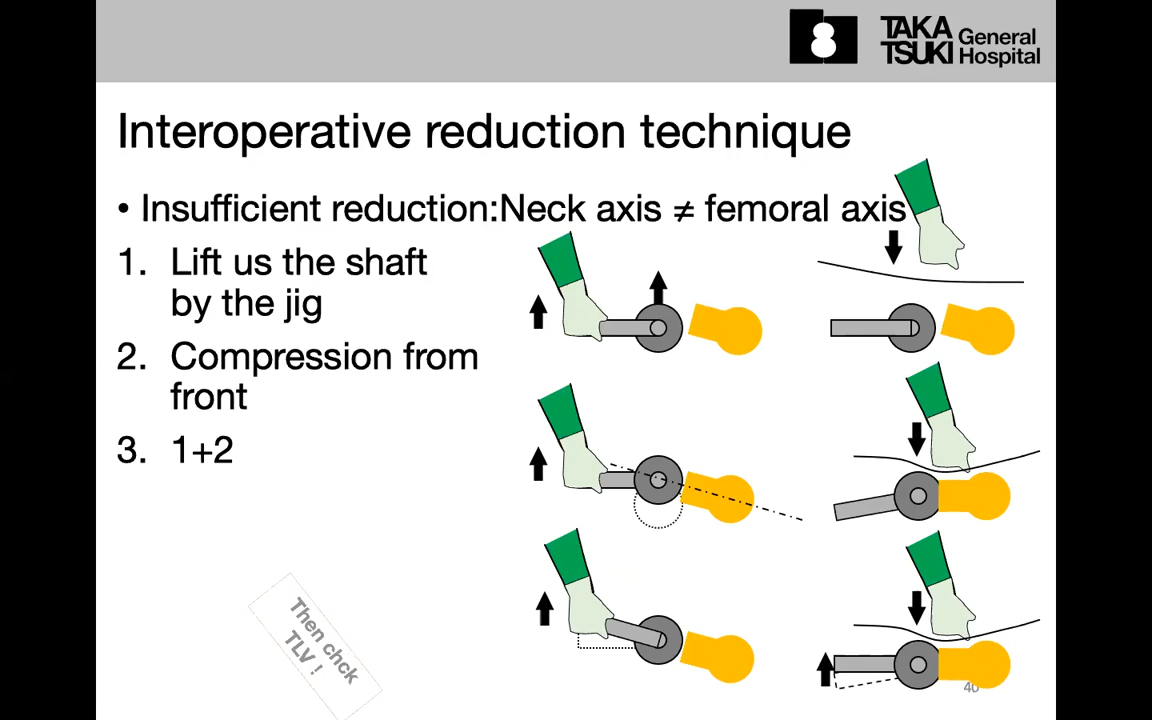 TAKA
TSUKI
General
Hospital
Interoperative reduction technique
• Insufficient reduction:Neck axis ≠ femoral axis
1. Lift us the shaft
by the jig
2. Compression from
front
3. 1+2
Then chck
TLV !
40